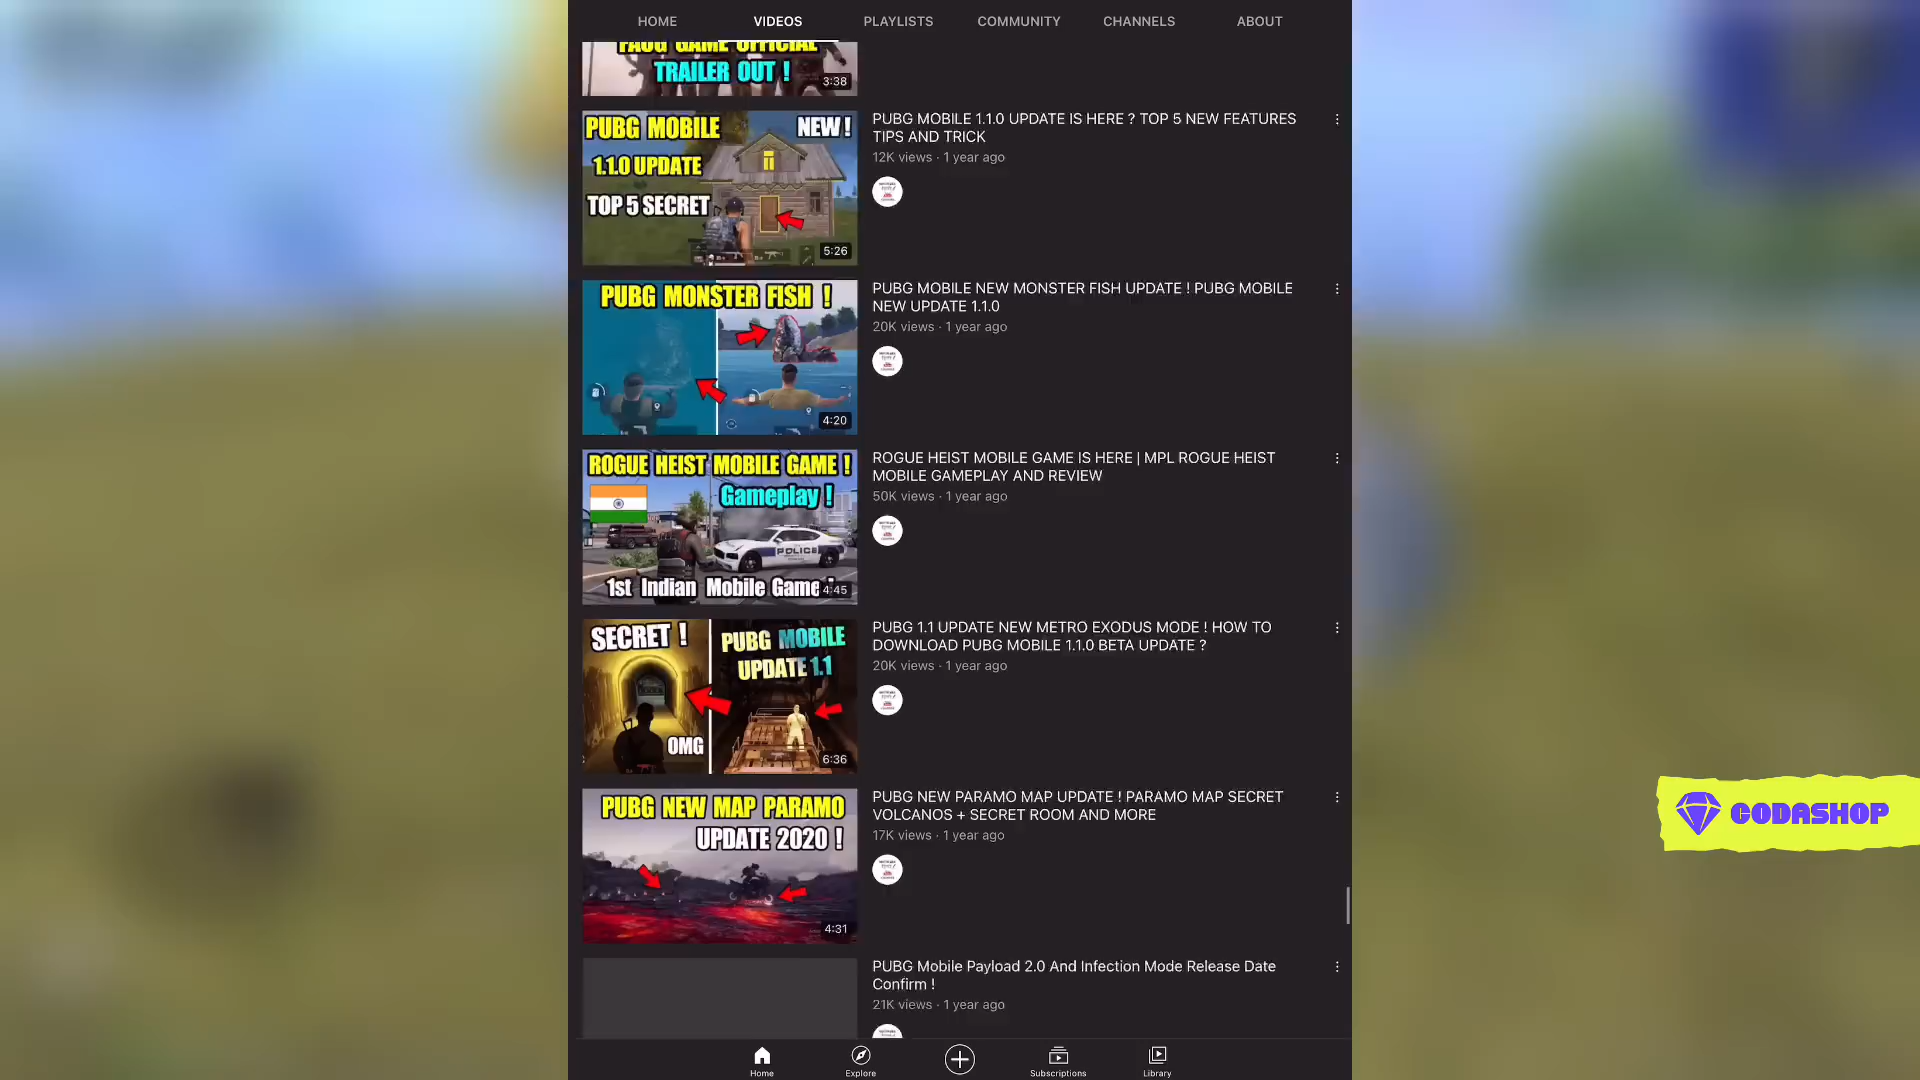 HOME VIDEOS PLAYLISTS COMMUNITY CHANNELS ABOUT
FAUG GAME OFFICIAL
TRAILER OUT !
3:38
PUBG MOBILE NEW !
1.1.0 UPDATE
TOP 5 SECRET
5:26
PUBG MOBILE 1.1.0 UPDATE IS HERE ? TOP 5 NEW FEATURES
TIPS AND TRICK
12K views · 1 year ago
PUBG MONSTER FISH !
4:20
PUBG MOBILE NEW MONSTER FISH UPDATE ! PUBG MOBILE
NEW UPDATE 1.1.0
20K views · 1 year ago
ROGUE HEIST MOBILE GAME !
Gameplay !
POLICE
1st Indian Mobile Game
4:45
ROGUE HEIST MOBILE GAME IS HERE | MPL ROGUE HEIST
MOBILE GAMEPLAY AND REVIEW
50K views · 1 year ago
SECRET !
PUBG MOBILE
UPDATE 1.1
OMG
6:36
PUBG 1.1 UPDATE NEW METRO EXODUS MODE ! HOW TO
DOWNLOAD PUBG MOBILE 1.1.0 BETA UPDATE ?
20K views · 1 year ago
PUBG NEW MAP PARAMO
UPDATE 2020 !
4:31
PUBG NEW PARAMO MAP UPDATE ! PARAMO MAP SECRET
VOLCANOS + SECRET ROOM AND MORE
17K views · 1 year ago
CODASHOP
PUBG Mobile Payload 2.0 And Infection Mode Release Date
Confirm !
21K views · 1 year ago
Home Explore Subscriptions Library